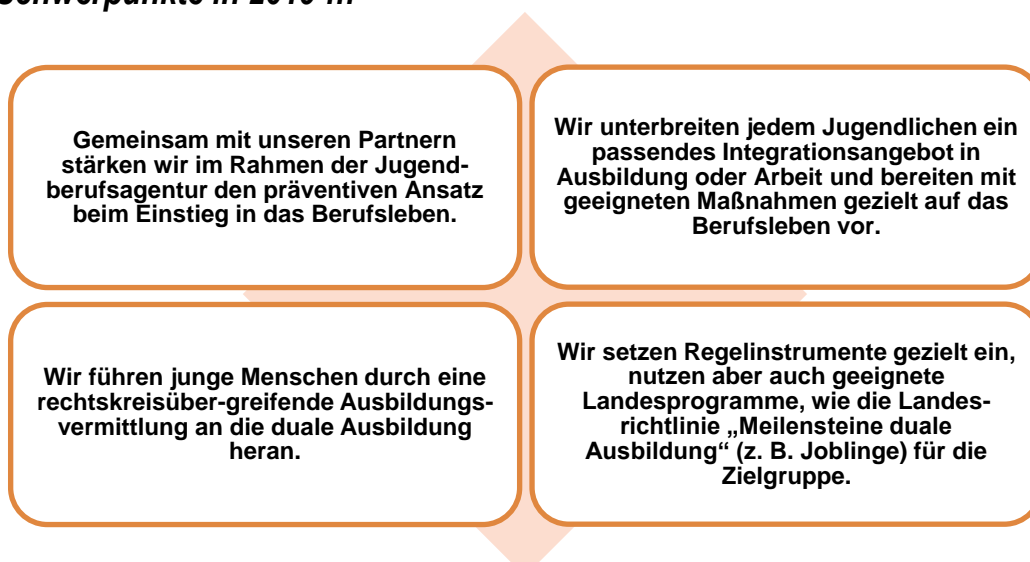 Gemeinsam mit unseren Partnern
stärken wir im Rahmen der Jugend-
berufsagentur den präventiven Ansatz
beim Einstieg in das Berufsleben.
Wir unterbreiten jedem Jugendlichen ein
passendes Integrationsangebot in
Ausbildung oder Arbeit und bereiten mit
geeigneten Maßnahmen gezielt auf das
Berufsleben vor.
Wir führen junge Menschen durch eine
rechtskreisüber-greifende Ausbildungs-
vermittlung an die duale Ausbildung
heran.
Wir setzen Regelinstrumente gezielt ein,
nutzen aber auch geeignete
Landesprogramme, wie die Landes-
richtlinie „Meilensteine duale
Ausbildung“ (z. B. Joblinge) für die
Zielgruppe.